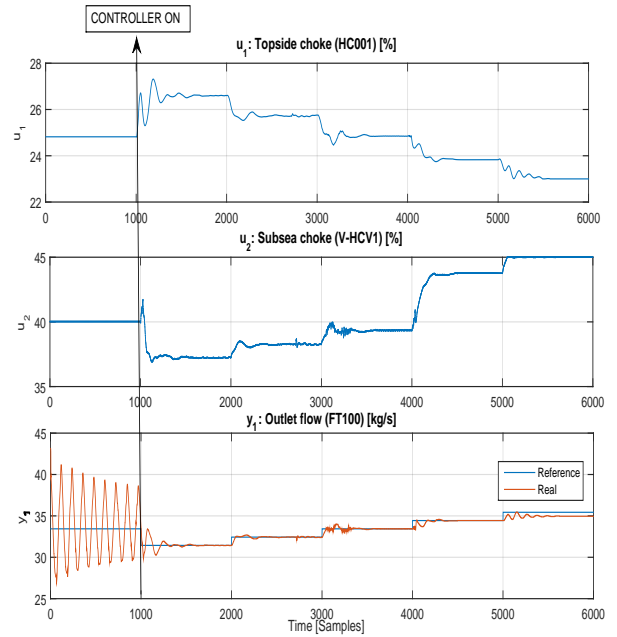 CONTROLLER ON
u1: Topside choke (HC001) [%]
28
26
24
22
u1
0 1000 2000 3000 4000 5000 6000
u2: Subsea choke (V-HCV1) [%]
45
40
35
u2
0 1000 2000 3000 4000 5000 6000
y1: Outlet flow (FT100) [kg/s]
45
40
35
30
25
y1
Reference
Real
0 1000 2000 3000 4000 5000 6000
Time [Samples]